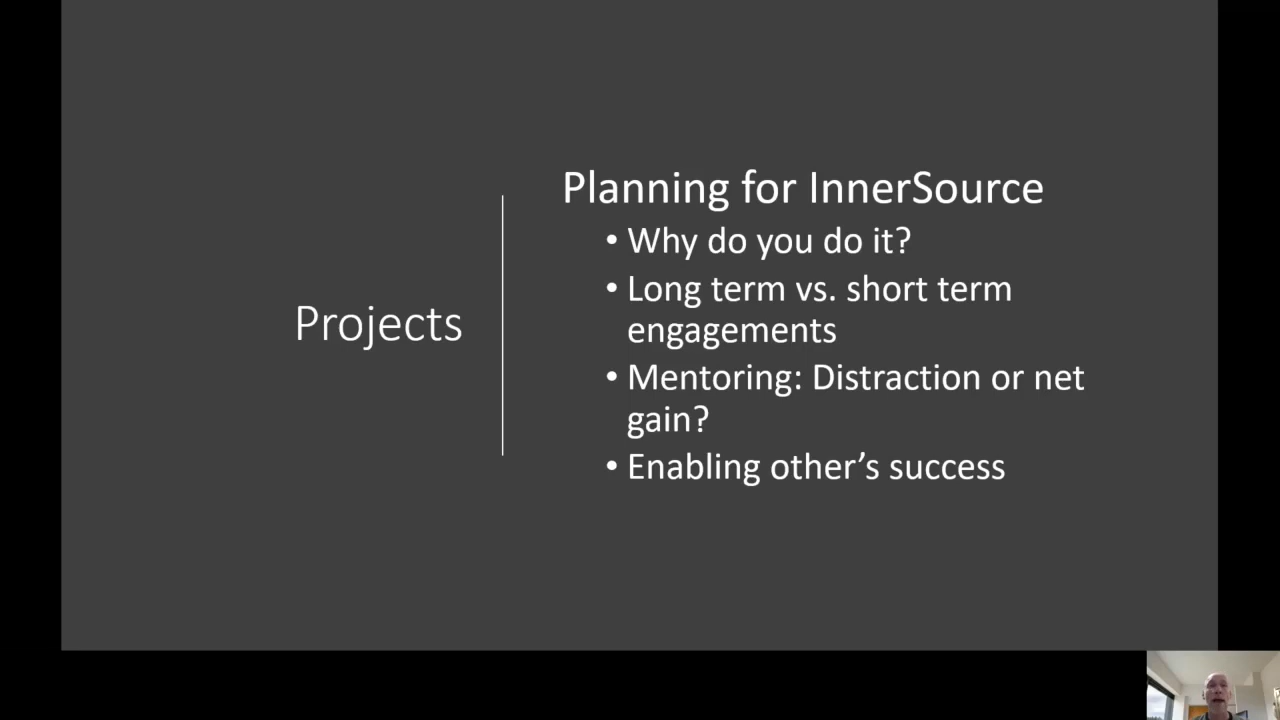 Projects
Planning for InnerSource
• Why do you do it?
• Long term vs. short term
engagements
• Mentoring: Distraction or net
gain?
• Enabling other’s success